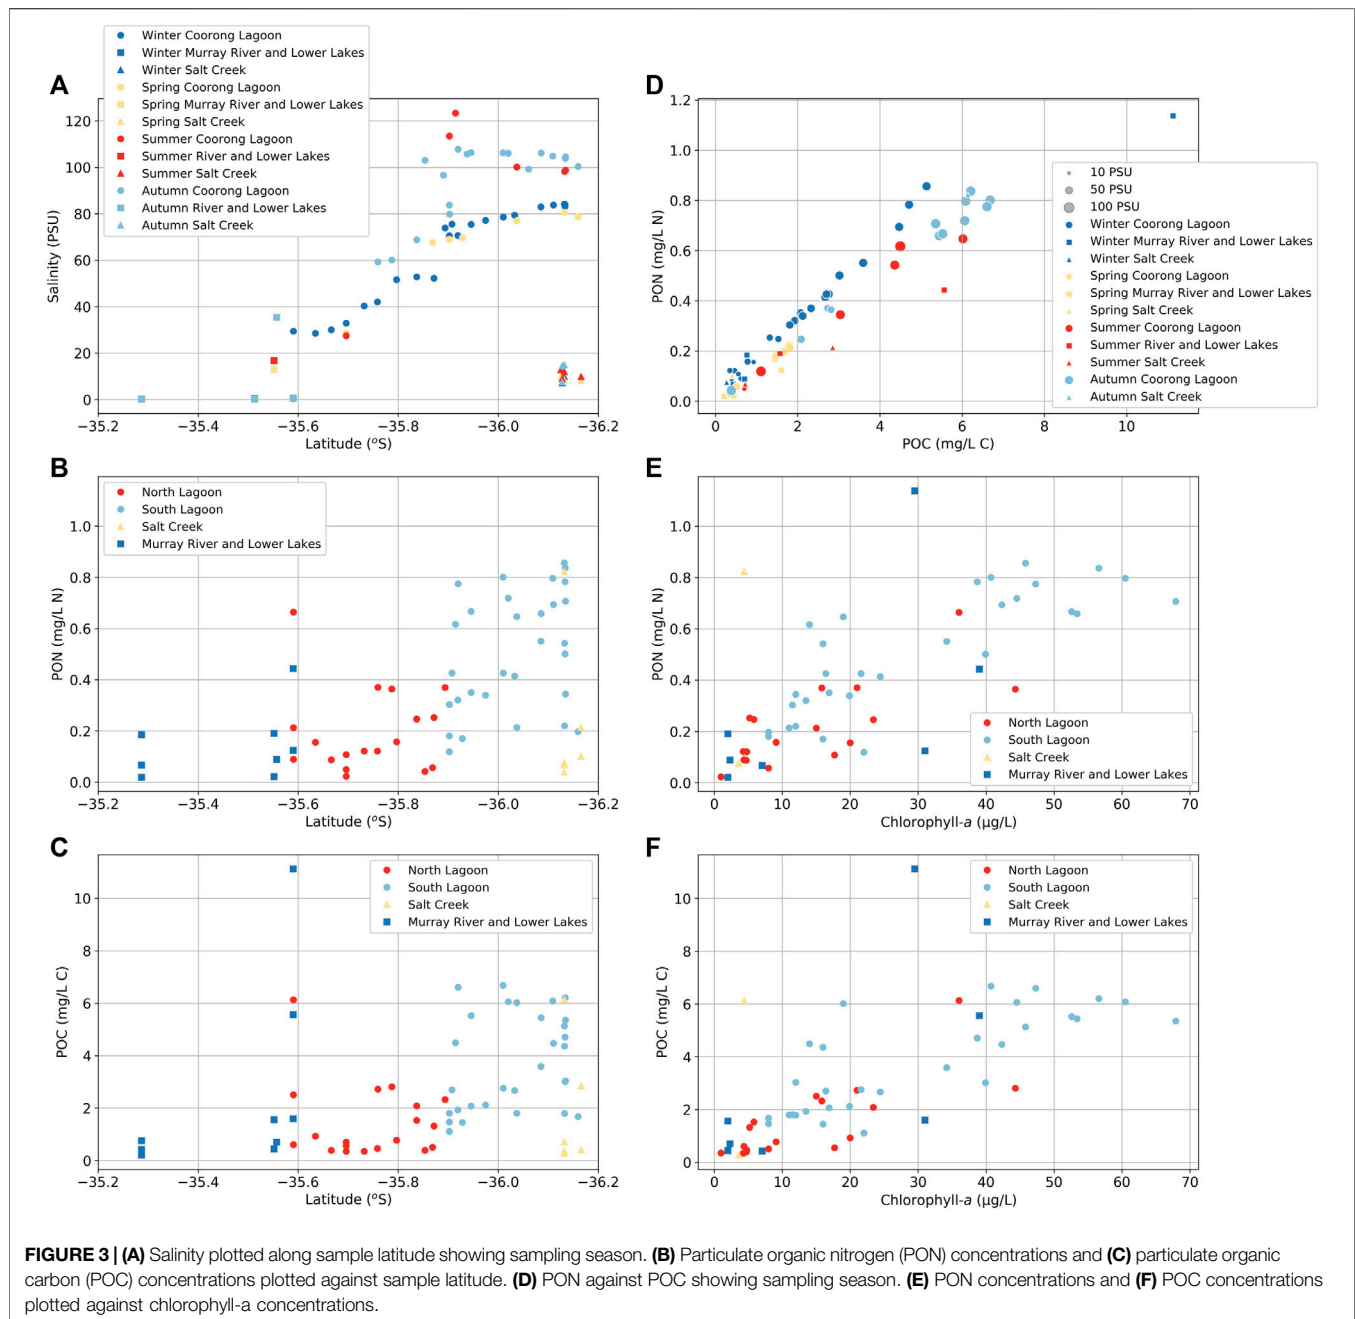 A
Winter Coorong Lagoon
Winter Murray River and Lower Lakes
Winter Salt Creek
Spring Coorong Lagoon
Spring Murray River and Lower Lakes
Spring Salt Creek
Summer Coorong Lagoon
Summer River and Lower Lakes
Summer Salt Creek
Autumn Coorong Lagoon
Autumn River and Lower Lakes
Autumn Salt Creek
Salinity (PSU)
120
100
80
60
40
20
0
−35.2 −35.4 −35.6 −35.8 −36.0 −36.2
Latitude (°S)
D
PON (mg/L N)
1.2
1.0
0.8
0.6
0.4
0.2
0.0
10 PSU
50 PSU
100 PSU
Winter Coorong Lagoon
Winter Murray River and Lower Lakes
Winter Salt Creek
Spring Coorong Lagoon
Spring Murray River and Lower Lakes
Spring Salt Creek
Summer Coorong Lagoon
Summer River and Lower Lakes
Summer Salt Creek
Autumn Coorong Lagoon
Autumn Salt Creek
0 2 4 6 8 10
POC (mg/L C)
B
North Lagoon
South Lagoon
Salt Creek
Murray River and Lower Lakes
PON (mg/L N)
1.0
0.8
0.6
0.4
0.2
0.0
−35.2 −35.4 −35.6 −35.8 −36.0 −36.2
Latitude (°S)
E
PON (mg/L N)
1.0
0.8
0.6
0.4
0.2
0.0
North Lagoon
South Lagoon
Salt Creek
Murray River and Lower Lakes
0 10 20 30 40 50 60 70
Chlorophyll-a (μg/L)
C
North Lagoon
South Lagoon
Salt Creek
Murray River and Lower Lakes
POC (mg/L C)
10
8
6
4
2
0
−35.2 −35.4 −35.6 −35.8 −36.0 −36.2
Latitude (°S)
F
North Lagoon
South Lagoon
Salt Creek
Murray River and Lower Lakes
POC (mg/L C)
10
8
6
4
2
0
0 10 20 30 40 50 60 70
Chlorophyll-a (μg/L)
FIGURE 3 | (A) Salinity plotted along sample latitude showing sampling season. (B) Particulate organic nitrogen (PON) concentrations and (C) particulate organic
carbon (POC) concentrations plotted against sample latitude. (D) PON against POC showing sampling season. (E) PON concentrations and (F) POC concentrations
plotted against chlorophyll-a concentrations.